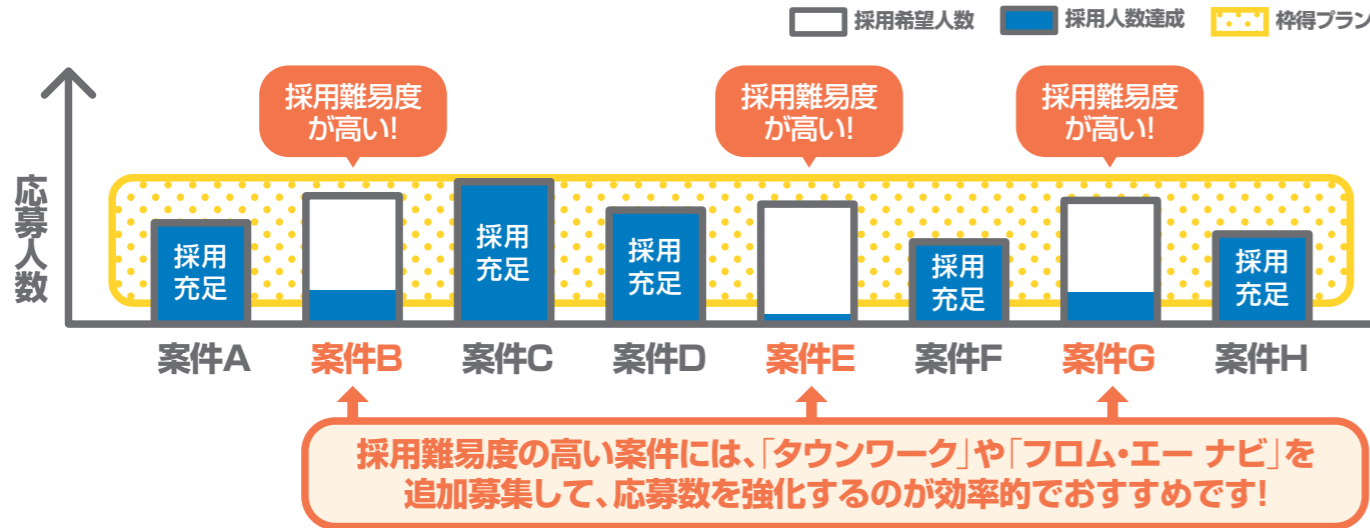 採用希望人数 採用人数達成 枠得プラン
採用難易度
が高い!
採用難易度
が高い!
採用難易度
が高い!
応募人数
採用
充足
採用
充足
採用
充足
採用
充足
採用
充足
案件A 案件B 案件C 案件D 案件E 案件F 案件G 案件H
採用難易度の高い案件には、「タウンワーク」や「フロム・エー ナビ」を
追加募集して、応募数を強化するのが効率的でおすすめです!